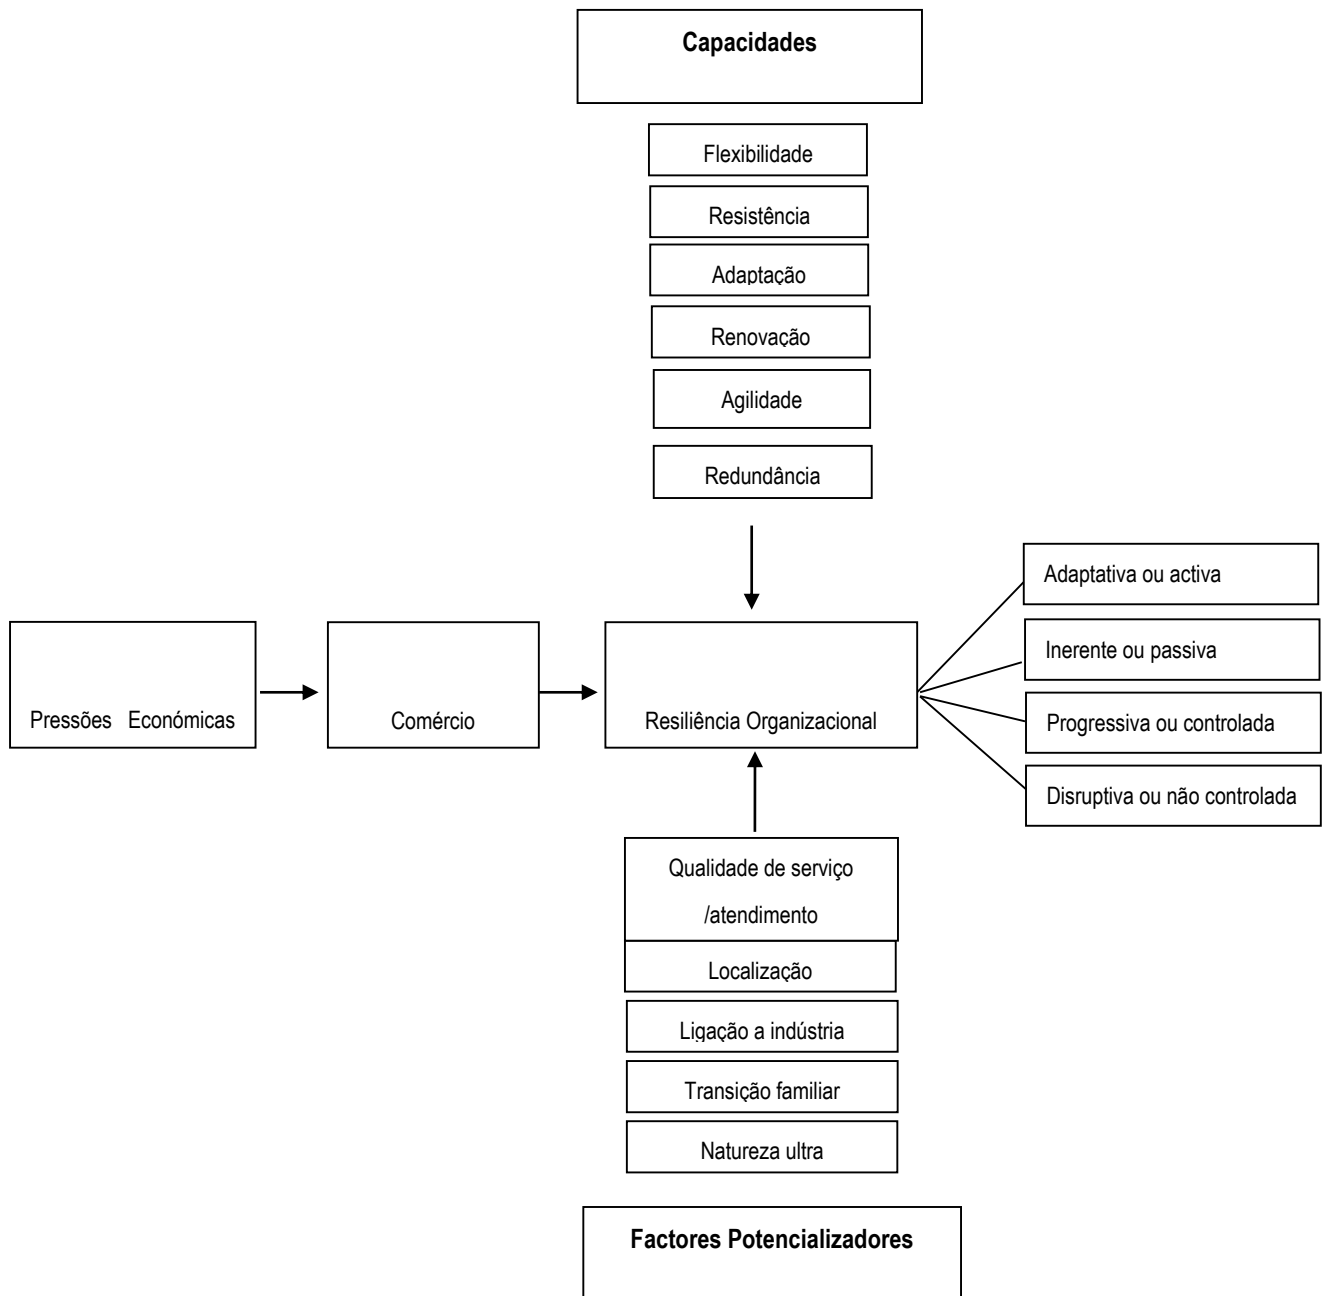 Capacidades
Flexibilidade
Resistência
Adaptação
Renovação
Agilidade
Redundância
Adaptativa ou activa
Inerente ou passiva
Pressões Económicas
Comércio
Resiliência Organizacional
Progressiva ou controlada
Disruptiva ou não controlada
Qualidade de serviço
/atendimento
Localização
Ligação a indústria
Transição familiar
Natureza ultra
Factores Potencializadores